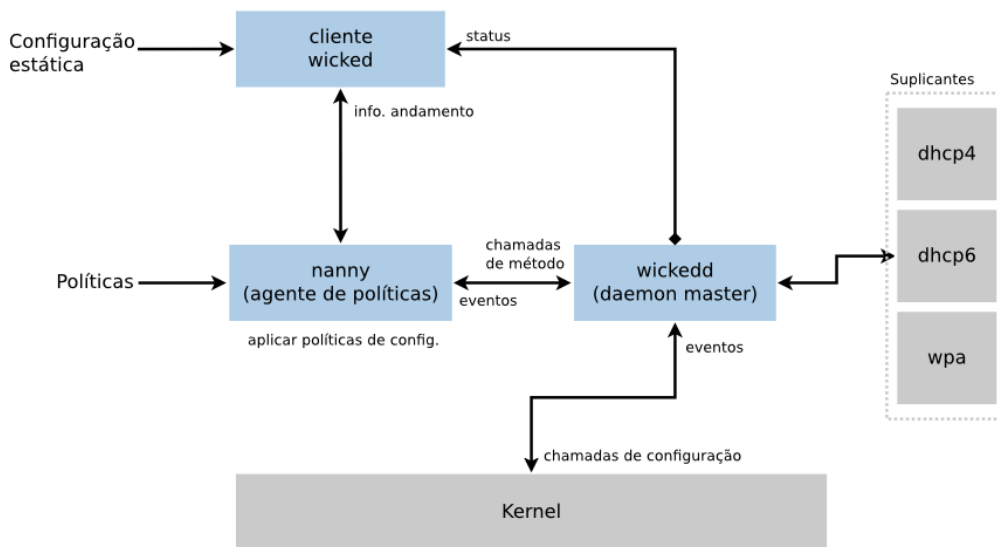 Configuração
estática
cliente
wicked
status
info. andamento
Suplicantes
dhcp4
dhcp6
wpa
Políticas
nanny
(agente de políticas)
chamadas
de método
eventos
wickedd
(daemon master)
aplicar políticas de config.
eventos
chamadas de configuração
Kernel